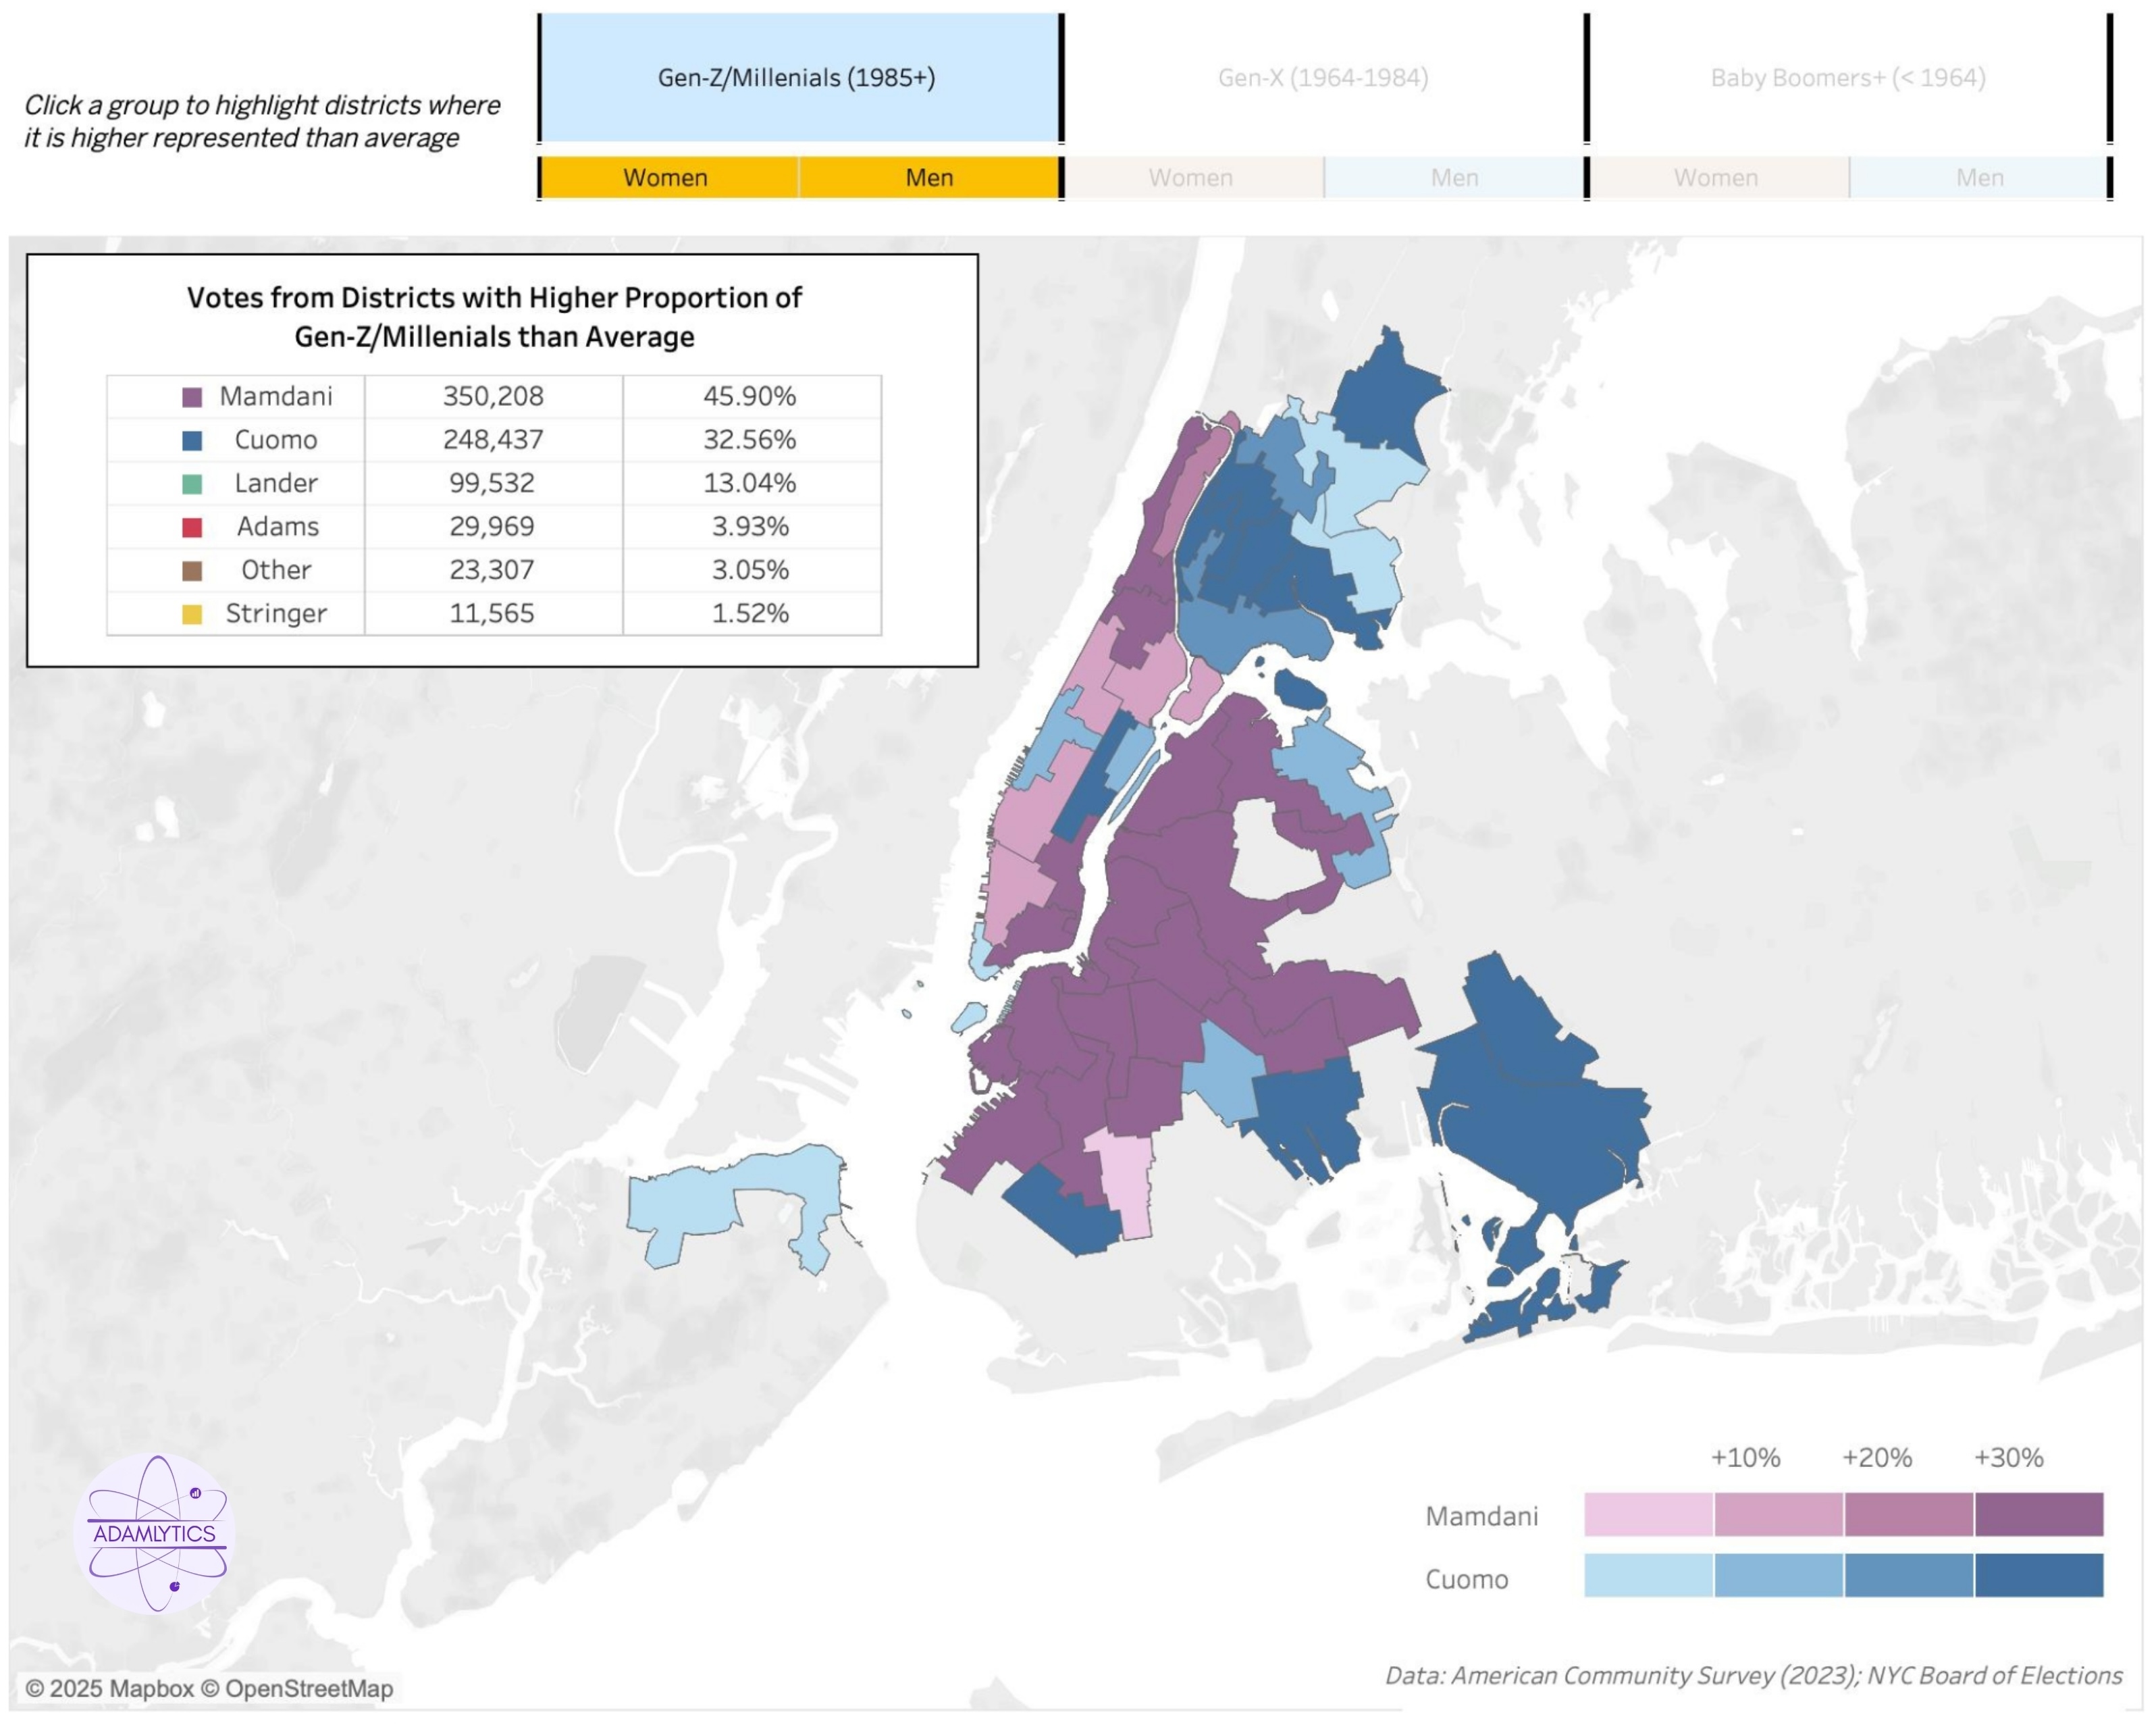 Click a group to highlight districts where
it is higher represented than average
Gen-Z/Millenials (1985+)
Gen-X (1964-1984)
Baby Boomers+ (< 1964)
Women
Men
Women
Men
Women
Men
Votes from Districts with Higher Proportion of
Gen-Z/Millenials than Average
Mamdani 350,208 45.90%
Cuomo 248,437 32.56%
Lander 99,532 13.04%
Adams 29,969 3.93%
Other 23,307 3.05%
Stringer 11,565 1.52%
+10% +20% +30%
Mamdani
Cuomo
ADAMLYTICS
Data: American Community Survey (2023); NYC Board of Elections
© 2025 Mapbox © OpenStreetMap